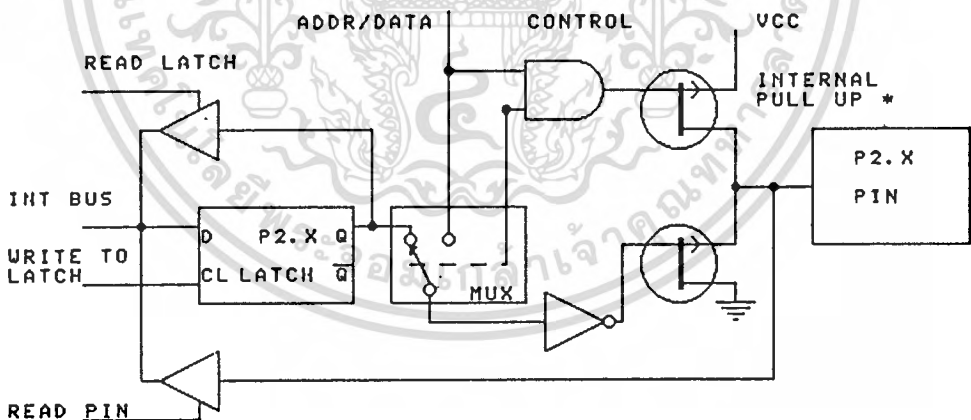 ADDR/DATA
CONTROL
VCC
READ LATCH
INTERNAL
PULL UP *
P2.X
PIN
INT BUS
D P2.X Q
WRITE TO
LATCH
CL LATCH Q
MUX
READ PIN